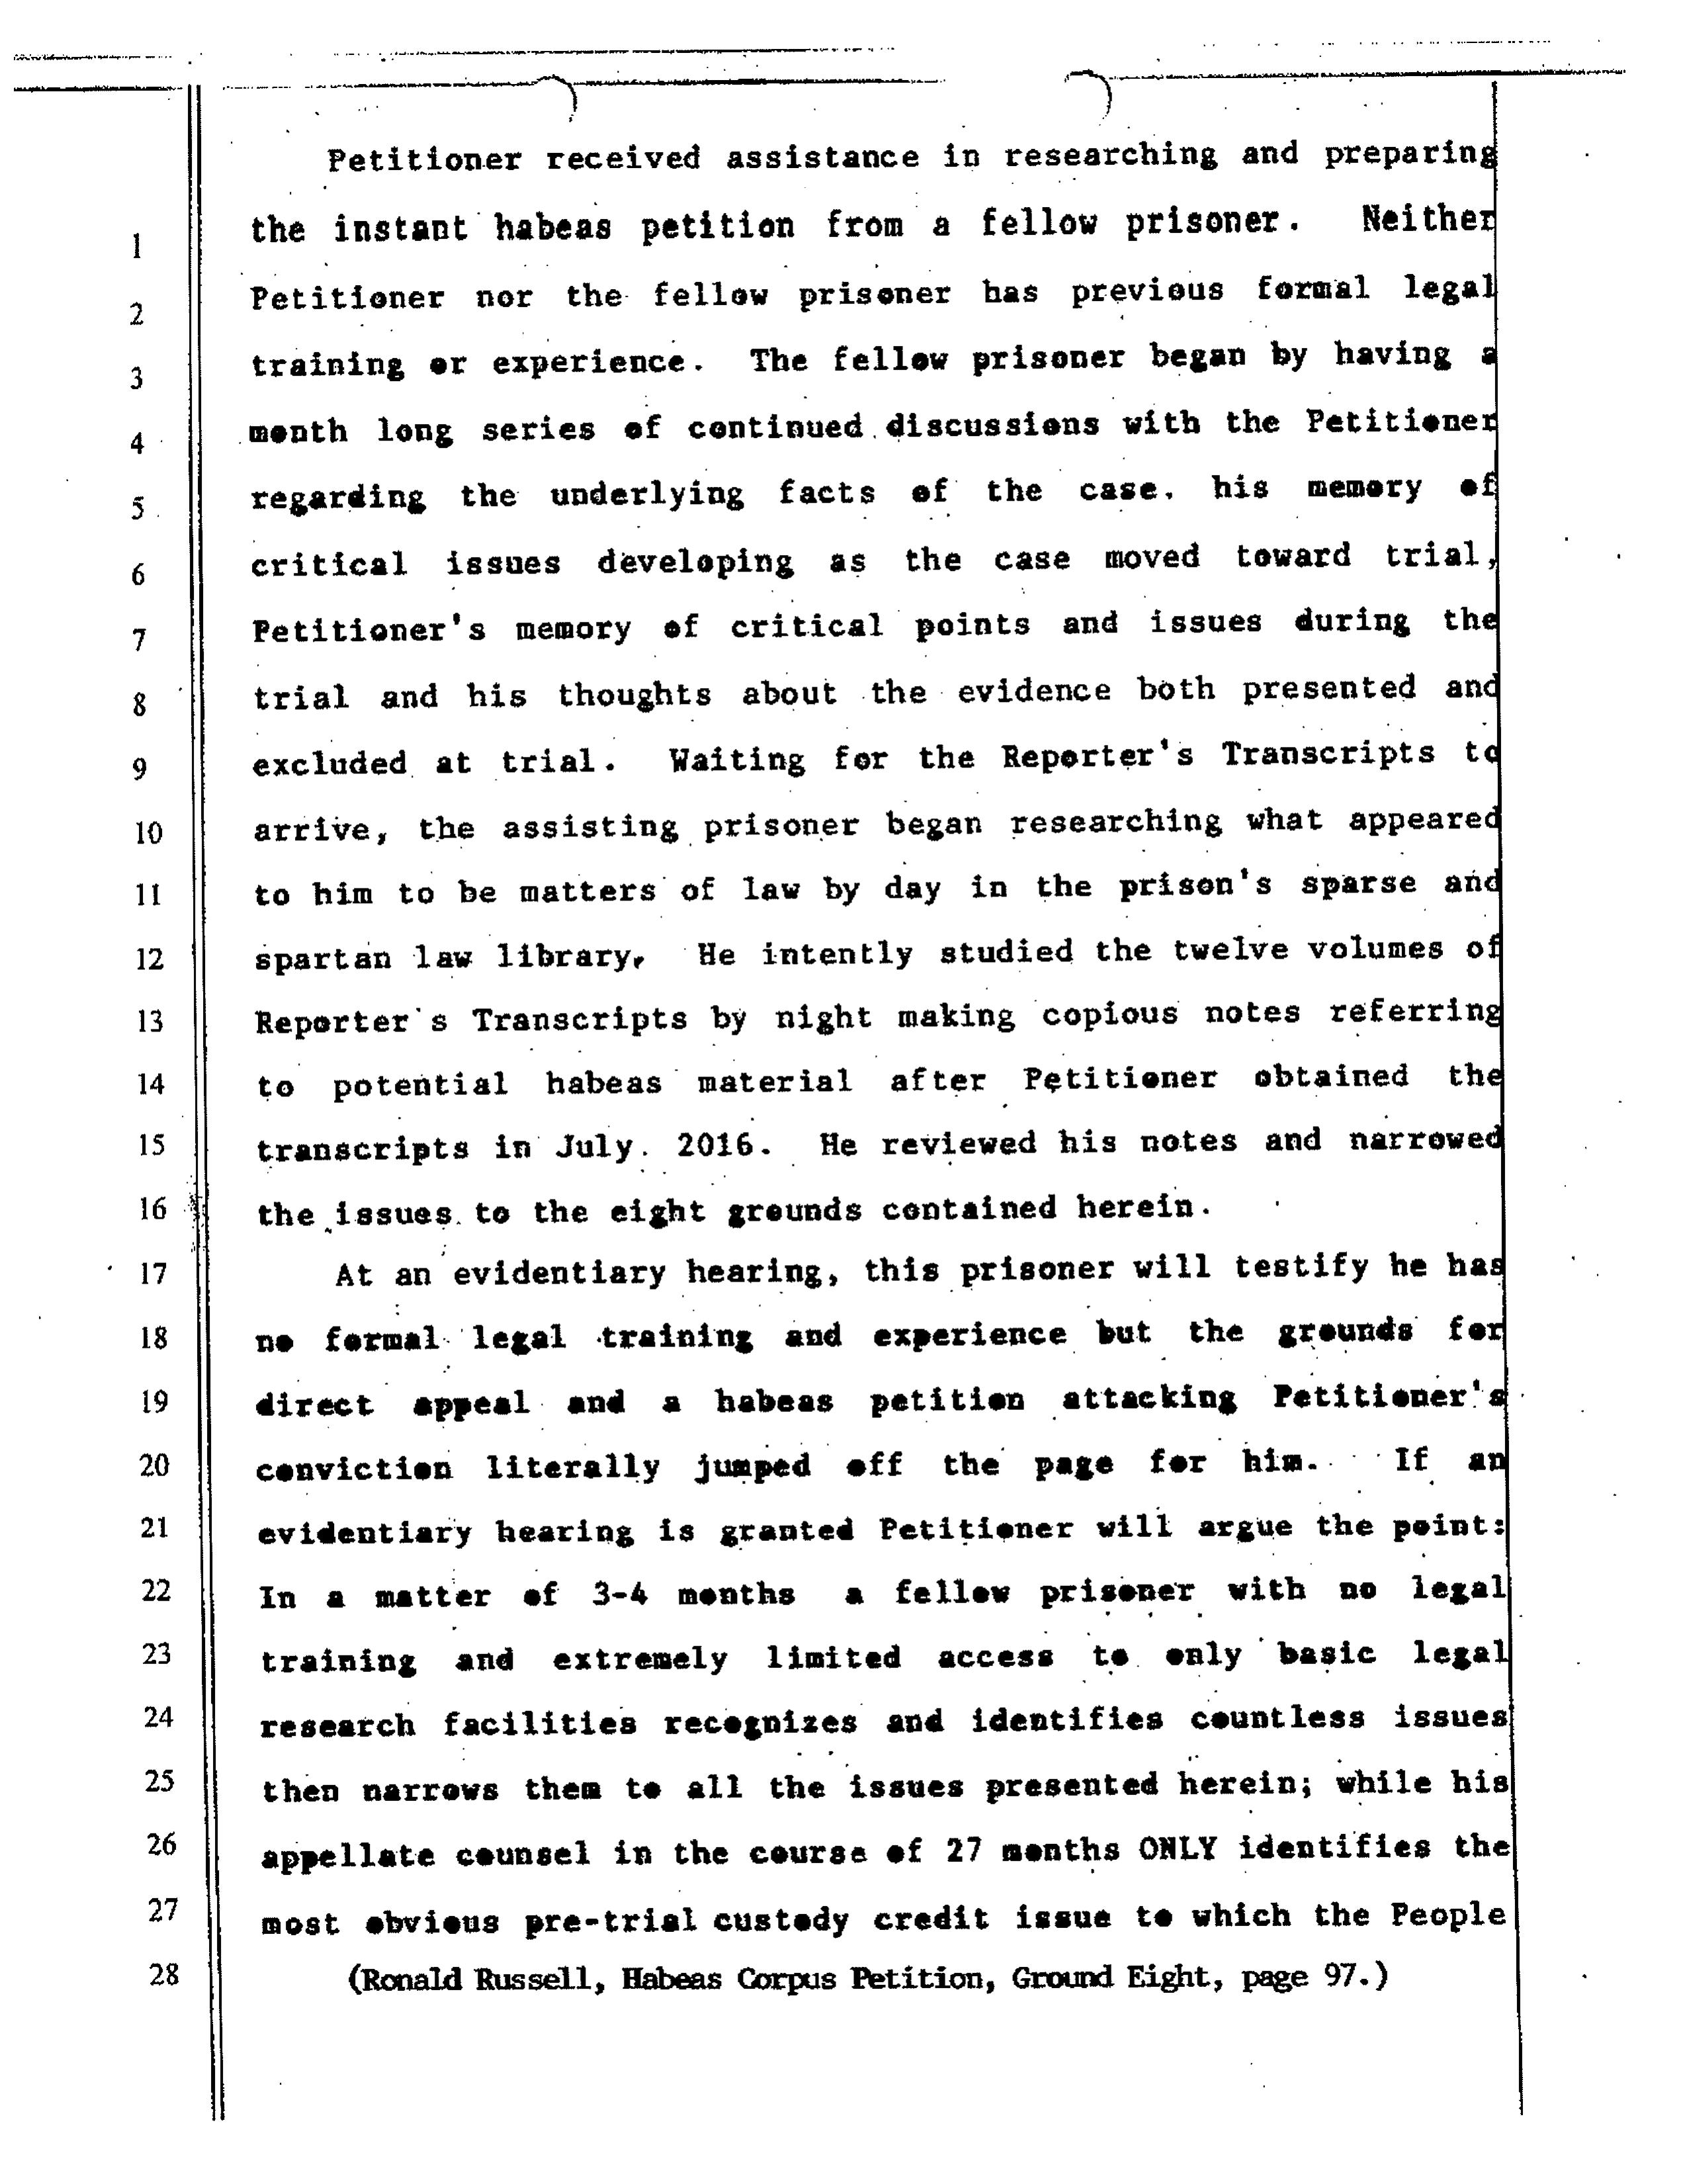 Petitioner received assistance in researching and preparing
1 the instant habeas petition from a fellow prisoner. Neither
2 Petitioner nor the fellow prisoner has previous formal legal
3 training or experience. The fellow prisoner began by having a
4 month long series of continued discussions with the Petitioner
5 regarding the underlying facts of the case. his memory of
6 critical issues developing as the case moved toward trial,
7 Petitioner's memory of critical points and issues during the
8 trial and his thoughts about the evidence both presented and
9 excluded at trial. Waiting for the Reporter's Transcripts to
10 arrive, the assisting prisoner began researching what appeared
11 to him to be matters of law by day in the prison's sparse and
12 spartan law library. He intently studied the twelve volumes of
13 Reporter's Transcripts by night making copious notes referring
14 to potential habeas material after Petitioner obtained the
15 transcripts in July. 2016. He reviewed his notes and narrowed
16 the issues to the eight grounds contained herein.
17 At an evidentiary hearing, this prisoner will testify he has
18 no formal legal training and experience but the grounds for
19 direct appeal and a habeas petition attacking Petitioner's
20 conviction literally jumped off the page for him. If an
21 evidentiary hearing is granted Petitioner will argue the point:
22 In a matter of 3-4 months a fellow prisoner with no legal
23 training and extremely limited access to only basic legal
24 research facilities recognizes and identifies countless issues
25 then narrows them to all the issues presented herein; while his
26 appellate counsel in the course of 27 months ONLY identifies the
27 most obvious pre-trial custody credit issue to which the People
28 (Ronald Russell, Habeas Corpus Petition, Ground Eight, page 97.)